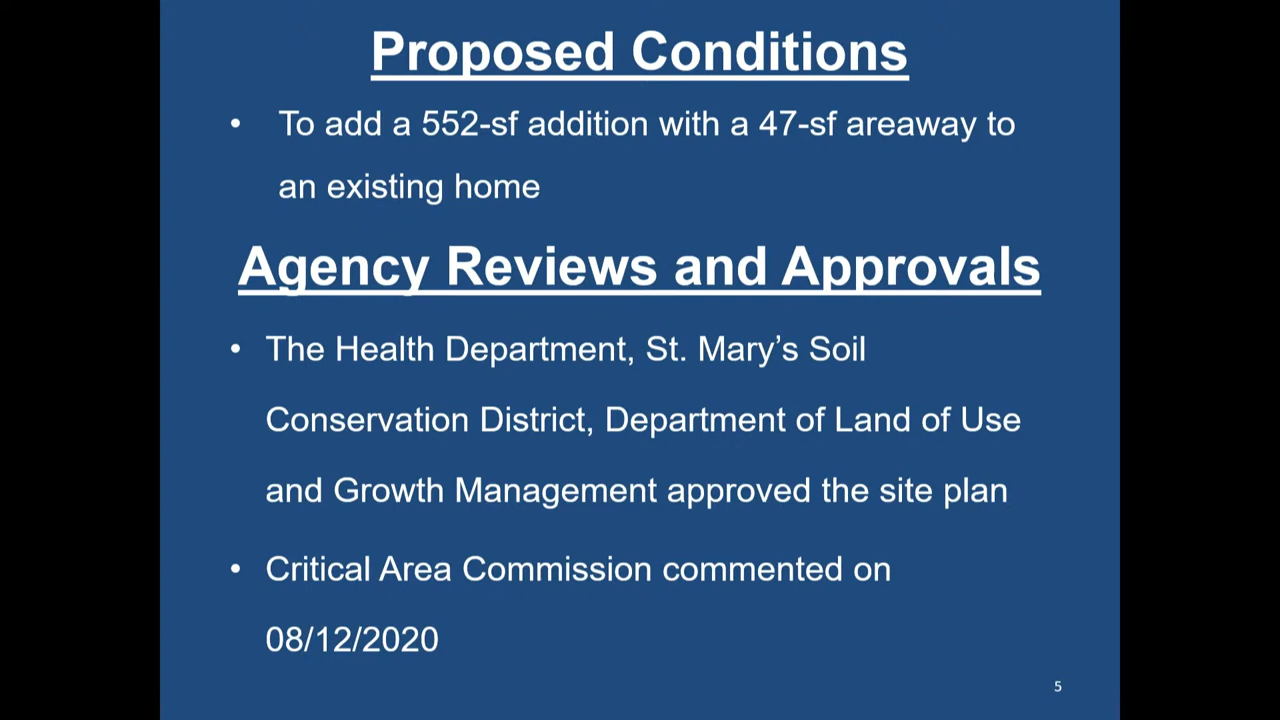 Proposed Conditions
• To add a 552-sf addition with a 47-sf areaway to
an existing home
Agency Reviews and Approvals
• The Health Department, St. Mary’s Soil
Conservation District, Department of Land of Use
and Growth Management approved the site plan
• Critical Area Commission commented on
08/12/2020
5